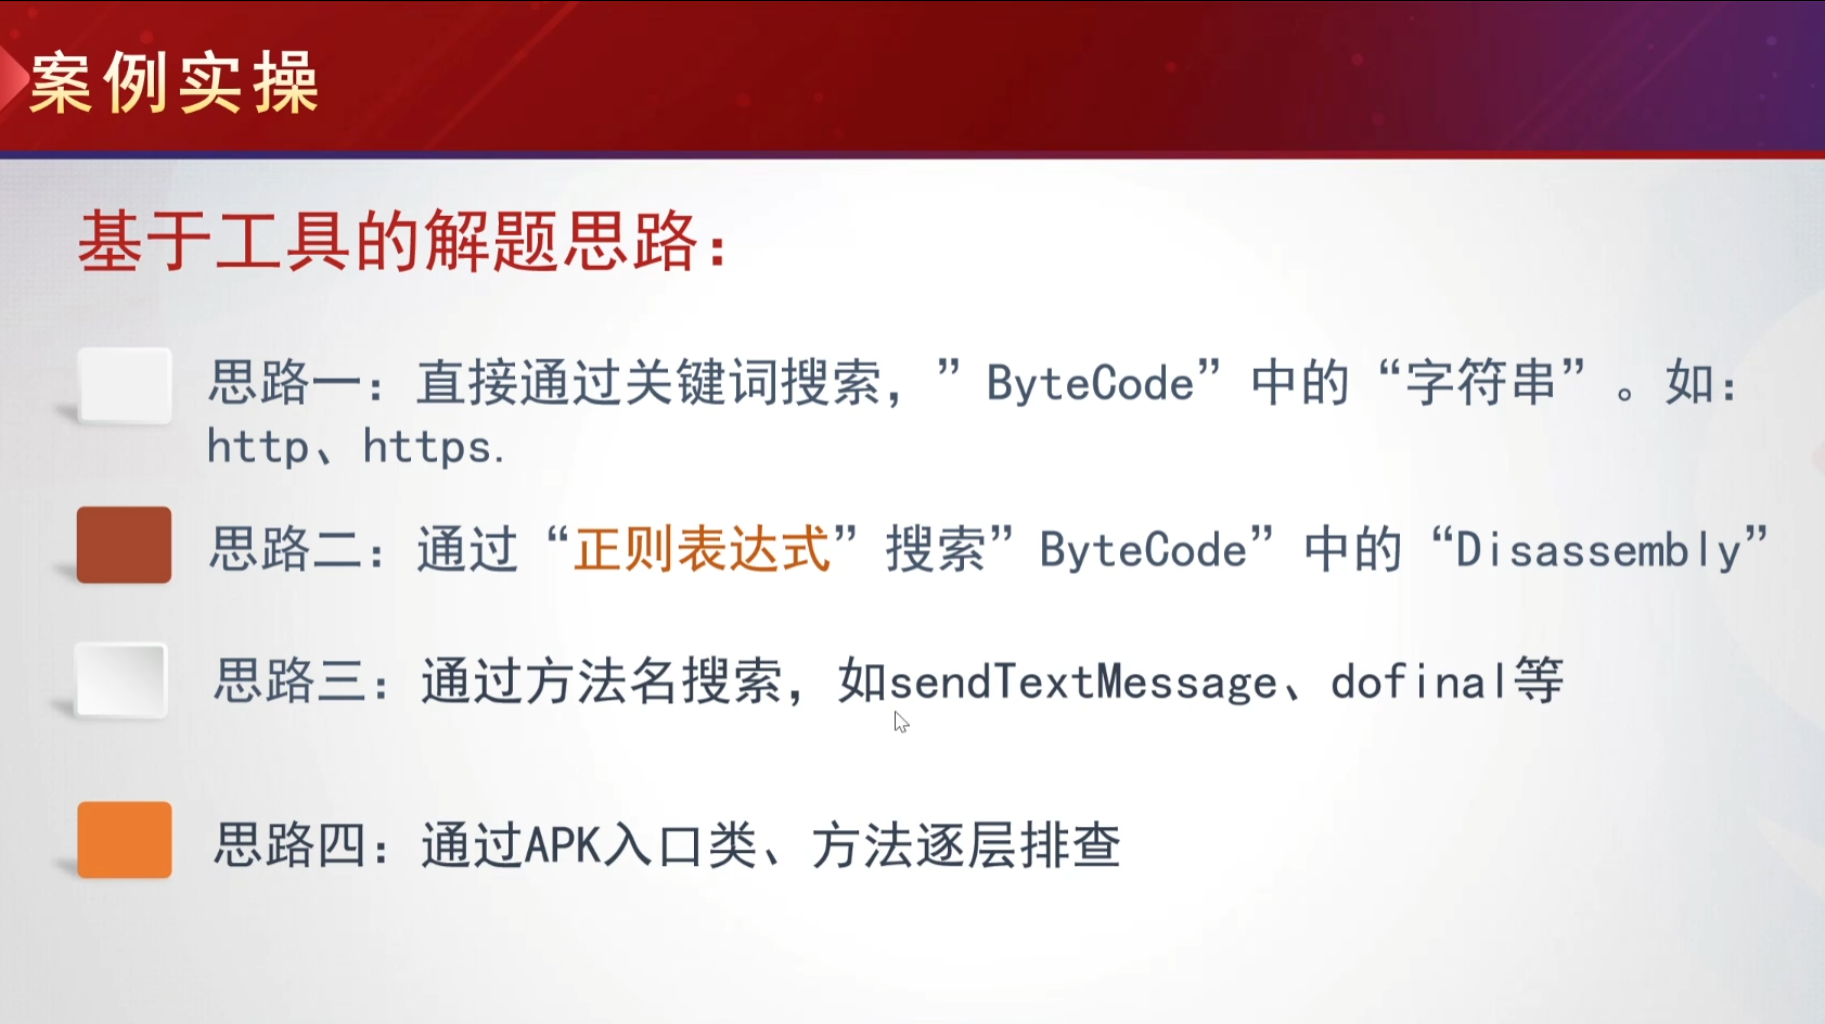 案例实操
基于工具的解题思路：
思路一：直接通过关键词搜索，”ByteCode”中的“字符串”。如：
http、https.
思路二：通过“正则表达式”搜索”ByteCode”中的“Disassembly”
思路三：通过方法名搜索，如sendTextMessage、dofinal等
思路四：通过APK入口类、方法逐层排查